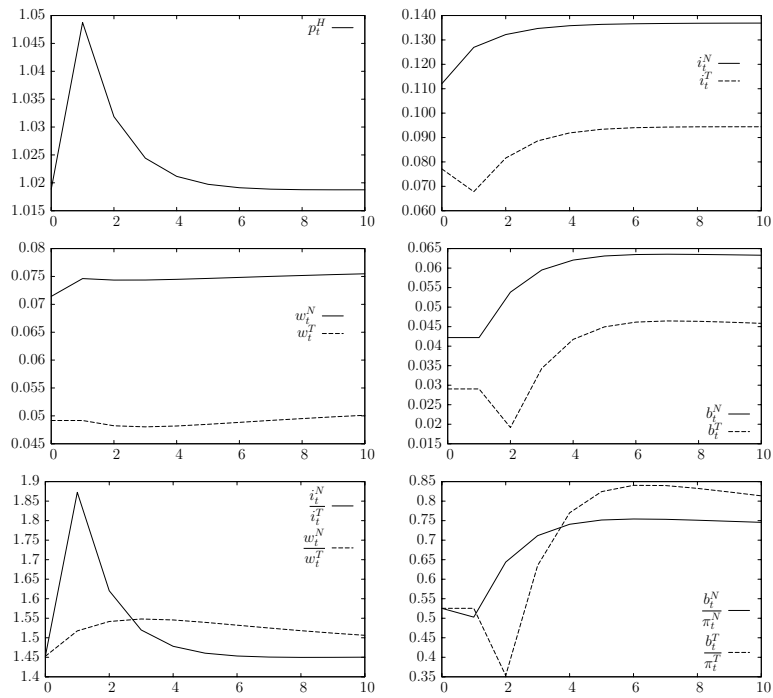 1.05
1.045
1.04
1.035
1.03
1.025
1.02
1.015
0 2 4 6 8 10
p_t^H
0.140
0.130
0.120
0.110
0.100
0.090
0.080
0.070
0.060
0 2 4 6 8 10
i_t^N
i_t^T
0.08
0.075
0.07
0.065
0.06
0.055
0.05
0.045
0 2 4 6 8 10
w_t^N
w_t^T
0.065
0.06
0.055
0.05
0.045
0.04
0.035
0.03
0.025
0.02
0.015
0 2 4 6 8 10
b_t^N
b_t^T
1.9
1.85
1.8
1.75
1.7
1.65
1.6
1.55
1.5
1.45
1.4
0 2 4 6 8 10
i_t^N
i_t^T
w_t^N
w_t^T
0.85
0.8
0.75
0.7
0.65
0.6
0.55
0.5
0.45
0.4
0.35
0 2 4 6 8 10
b_t^N
π_t^N
b_t^T
π_t^T